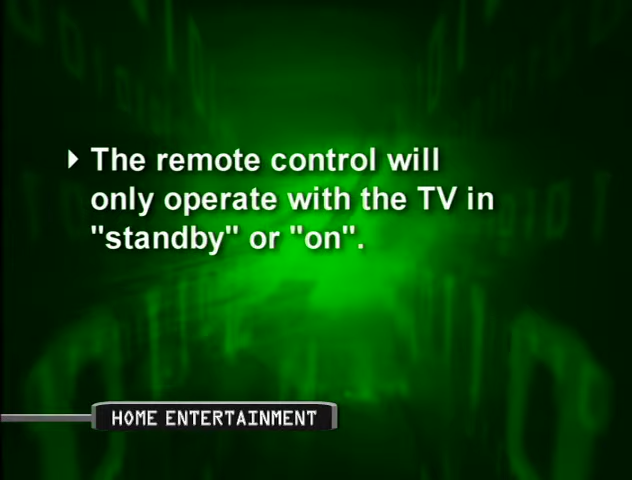 The remote control will
only operate with the TV in
"standby" or "on".
HOME ENTERTAINMENT